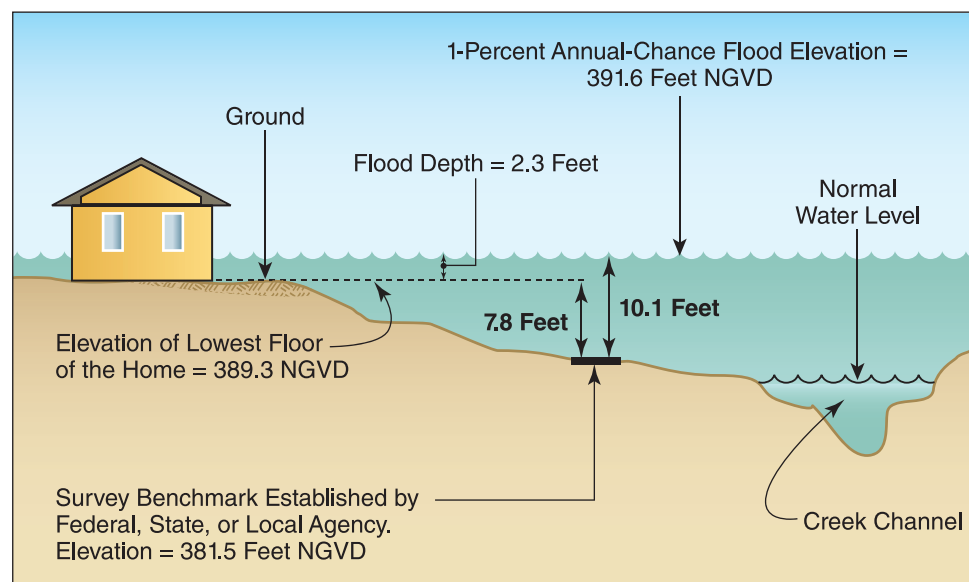 1-Percent Annual-Chance Flood Elevation =
391.6 Feet NGVD
Ground
Flood Depth = 2.3 Feet
Normal
Water Level
7.8 Feet
10.1 Feet
Elevation of Lowest Floor
of the Home = 389.3 NGVD
Survey Benchmark Established by
Federal, State, or Local Agency.
Elevation = 381.5 Feet NGVD
Creek Channel